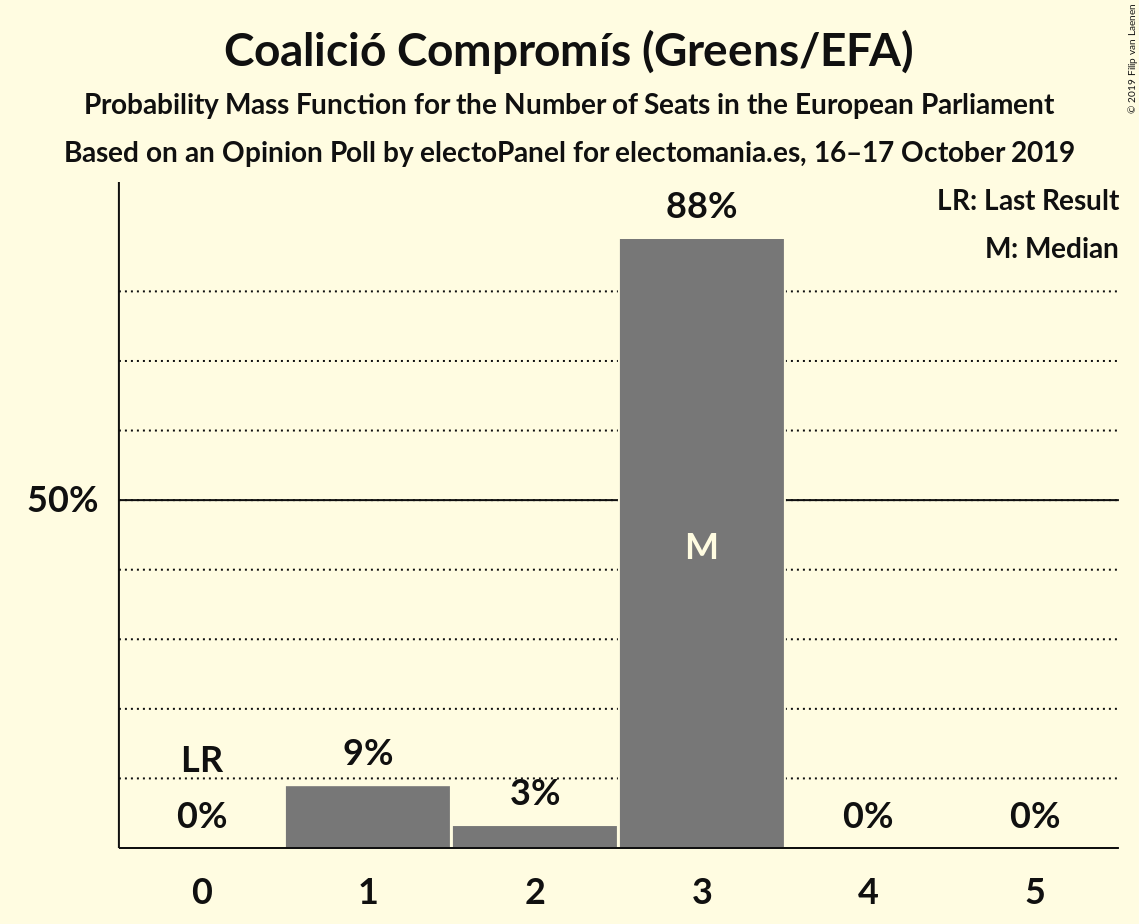 Coalició Compromís (Greens/EFA)
Probability Mass Function for the Number of Seats in the European Parliament
Based on an Opinion Poll by electoPanel for electomania.es, 16–17 October 2019
© 2019 Filip van Laenen
LR: Last Result
M: Median
88%
50%
M
LR
9%
3%
0%
0%
0%
0 1 2 3 4 5